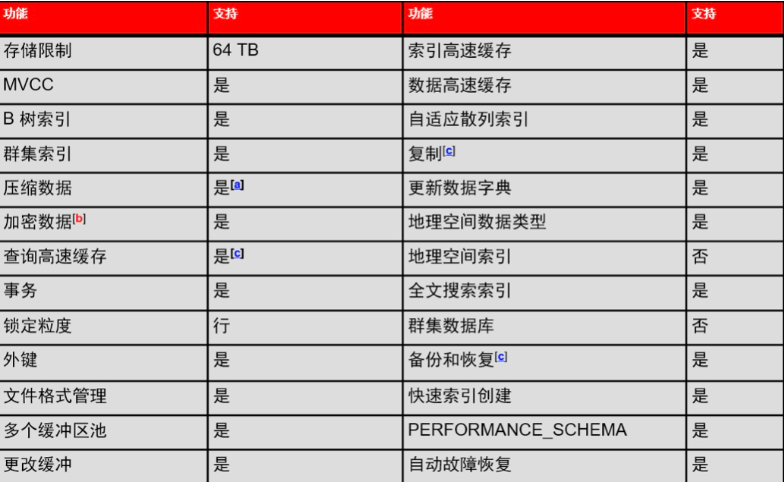 功能 支持 功能 支持
存储限制 64 TB 索引高速缓存 是
MVCC 是 数据高速缓存 是
B 树索引 是 自适应散列索引 是
群集索引 是 复制[c] 是
压缩数据 是[a] 更新数据字典 是
加密数据[b] 是 地理空间数据类型 是
查询高速缓存 是[c] 地理空间索引 否
事务 是 全文搜索索引 是
锁定粒度 行 群集数据库 否
外键 是 备份和恢复[c] 是
文件格式管理 是 快速索引创建 是
多个缓冲区池 是 PERFORMANCE_SCHEMA 是
更改缓冲 是 自动故障恢复 是